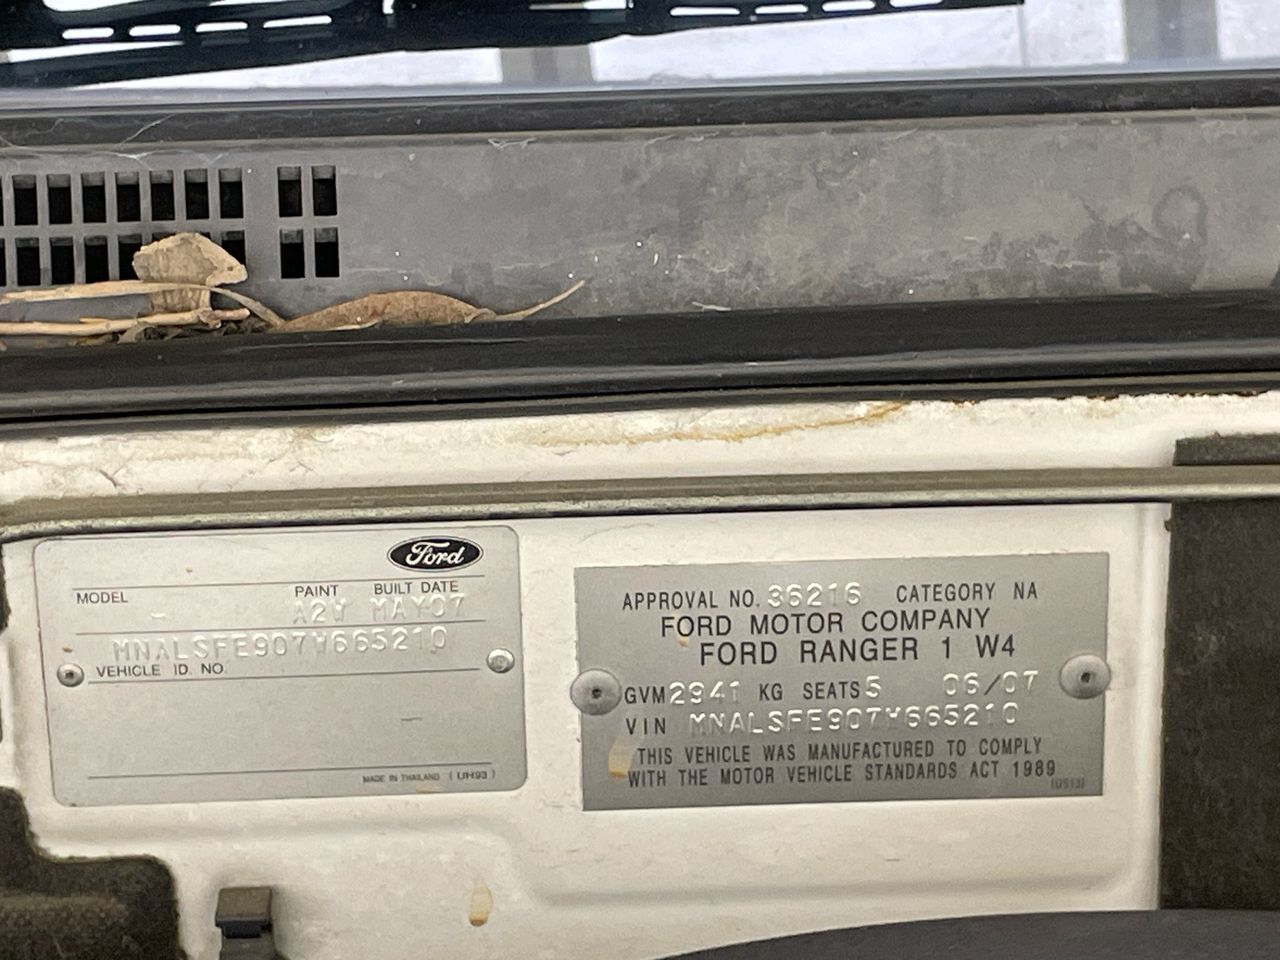 Ford
MODEL PAINT BUILT DATE
- A2W MAY07
MNALSFE907W665210
VEHICLE ID. NO.
MADE IN THAILAND (UH93)
APPROVAL NO. 36216 CATEGORY NA
FORD MOTOR COMPANY
FORD RANGER 1 W4
GVM 2941 KG SEATS 5 06/07
VIN MNALSFE907W665210
THIS VEHICLE WAS MANUFACTURED TO COMPLY
WITH THE MOTOR VEHICLE STANDARDS ACT 1989